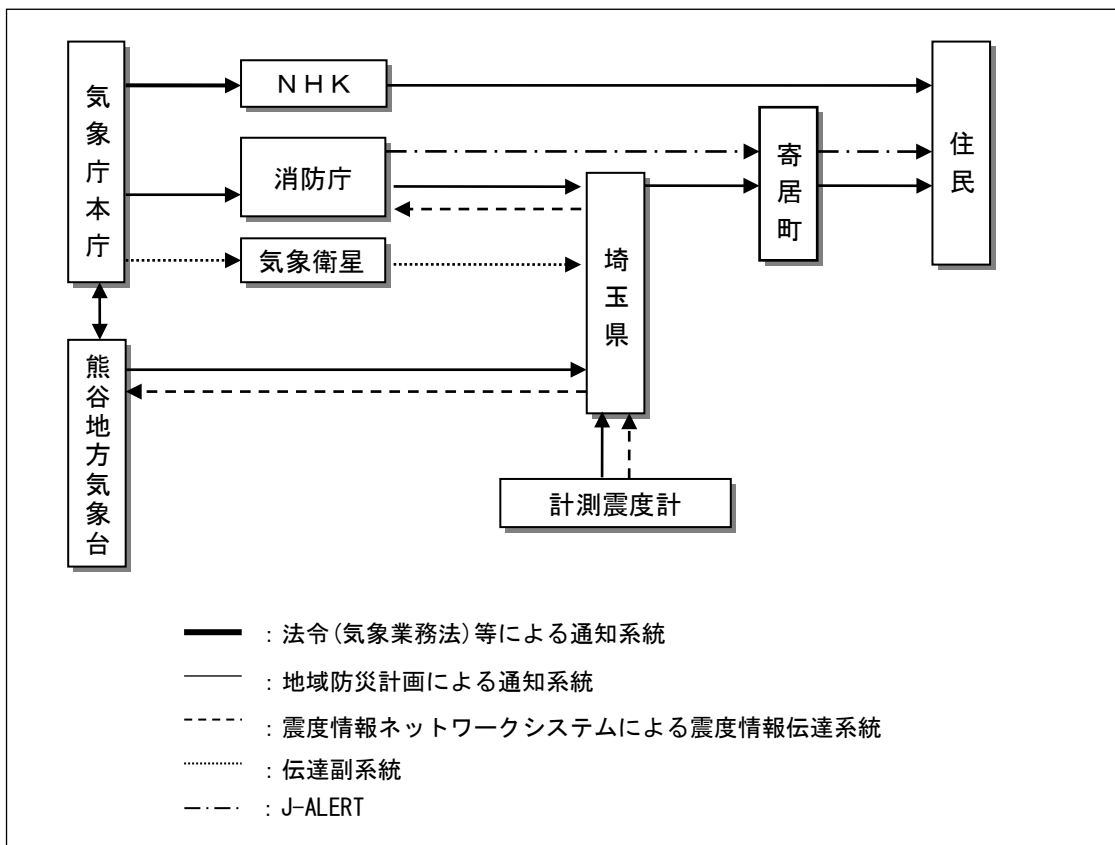 気象庁本庁
NHK
消防庁
気象衛星
寄居町
住民
埼玉県
熊谷地方気象台
計測震度計
：法令(気象業務法)等による通知系統
：地域防災計画による通知系統
：震度情報ネットワークシステムによる震度情報伝達系統
：伝達副系統
：J-ALERT